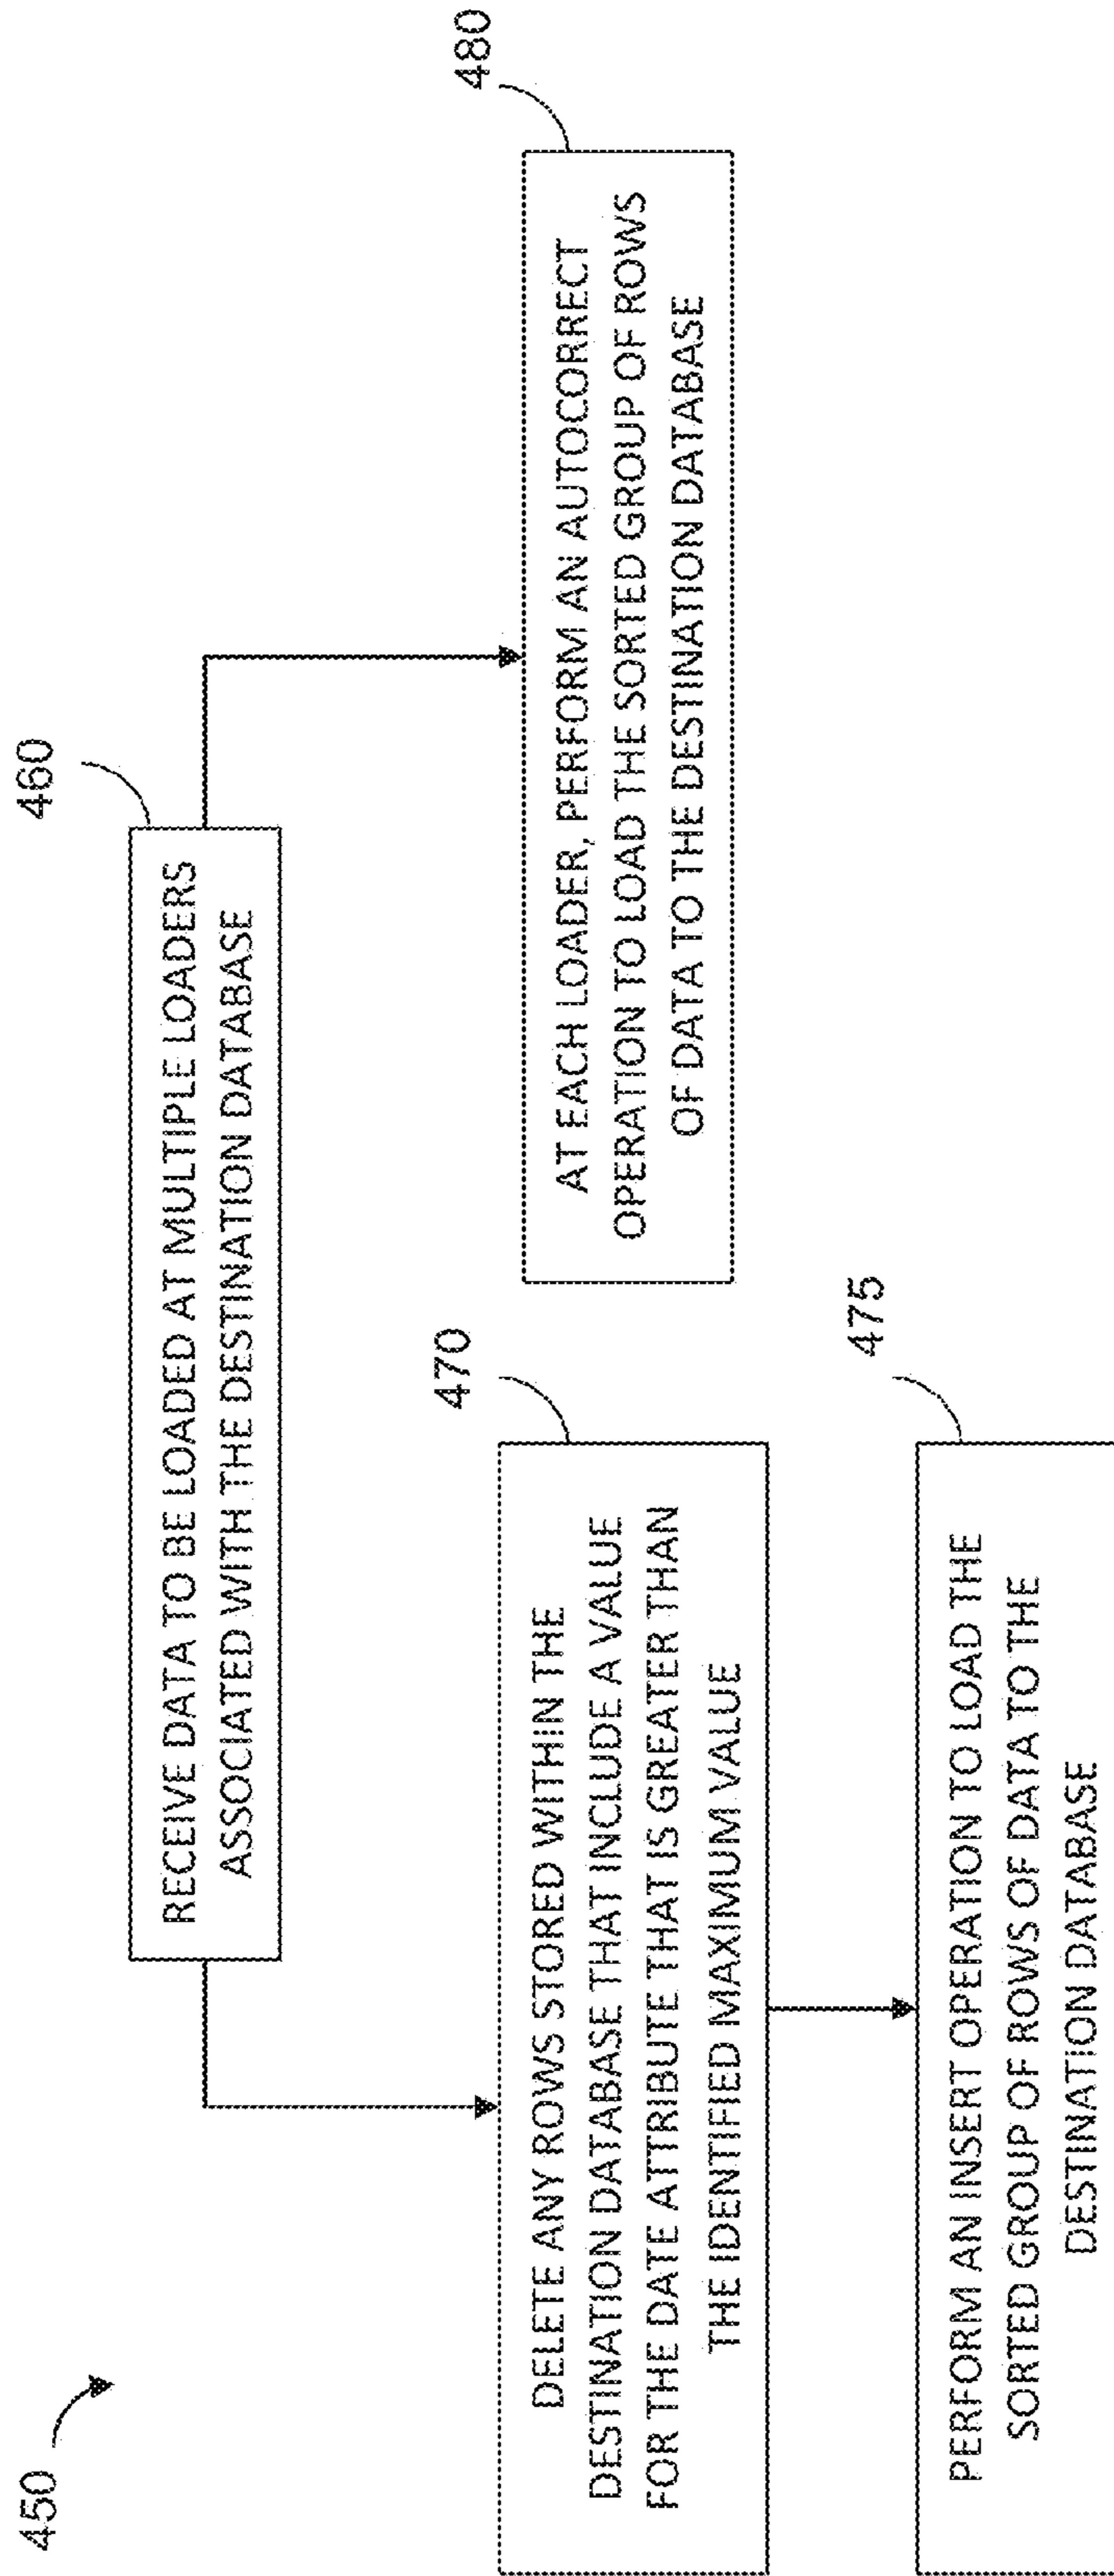 450
460
RECEIVE DATA TO BE LOADED AT MULTIPLE LOADERS
ASSOCIATED WITH THE DESTINATION DATABASE
470
DELETE ANY ROWS STORED WITHIN THE
DESTINATION DATABASE THAT INCLUDE A VALUE
FOR THE DATE ATTRIBUTE THAT IS GREATER THAN
THE IDENTIFIED MAXIMUM VALUE
480
AT EACH LOADER, PERFORM AN AUTOCORRECT
OPERATION TO LOAD THE SORTED GROUP OF ROWS
OF DATA TO THE DESTINATION DATABASE
475
PERFORM AN INSERT OPERATION TO LOAD THE
SORTED GROUP OF ROWS OF DATA TO THE
DESTINATION DATABASE